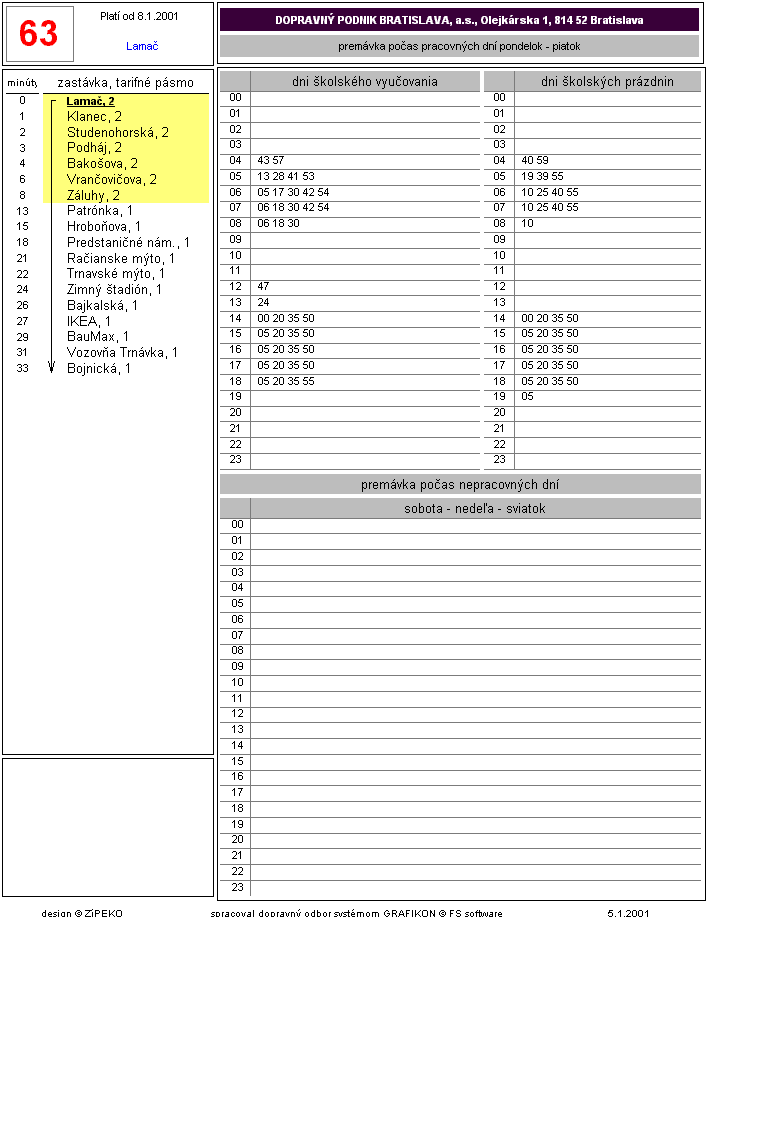 63
Platí od 8.1.2001
Lamač
DOPRAVNÝ PODNIK BRATISLAVA, a.s., Olejkárska 1, 814 52 Bratislava
premávka počas pracovných dní pondelok - piatok
minúty zastávka, tarifné pásmo
0 Lamač, 2
1 Klanec, 2
2 Studenohorská, 2
3 Podháj, 2
4 Bakošova, 2
6 Vrančovičova, 2
8 Záluhy, 2
13 Patrónka, 1
15 Hroboňova, 1
18 Predstaničné nám., 1
21 Račianske mýto, 1
22 Trnavské mýto, 1
24 Zimný štadión, 1
26 Bajkalská, 1
27 IKEA, 1
29 BauMax, 1
31 Vozovňa Trnávka, 1
33 Bojnická, 1
dni školského vyučovania
00
01
02
03
04 43 57
05 13 28 41 53
06 05 17 30 42 54
07 06 18 30 42 54
08 06 18 30
09
10
11
12 47
13 24
14 00 20 35 50
15 05 20 35 50
16 05 20 35 50
17 05 20 35 50
18 05 20 35 55
19
20
21
22
23
dni školských prázdnin
00
01
02
03
04 40 59
05 19 39 55
06 10 25 40 55
07 10 25 40 55
08 10
09
10
11
12
13
14 00 20 35 50
15 05 20 35 50
16 05 20 35 50
17 05 20 35 50
18 05 20 35 50
19 05
20
21
22
23
premávka počas nepracovných dní
sobota - nedeľa - sviatok
00
01
02
03
04
05
06
07
08
09
10
11
12
13
14
15
16
17
18
19
20
21
22
23
design © ZíPEKO spracoval dopravný odbor systémom GRAFIKON © FS software 5.1.2001